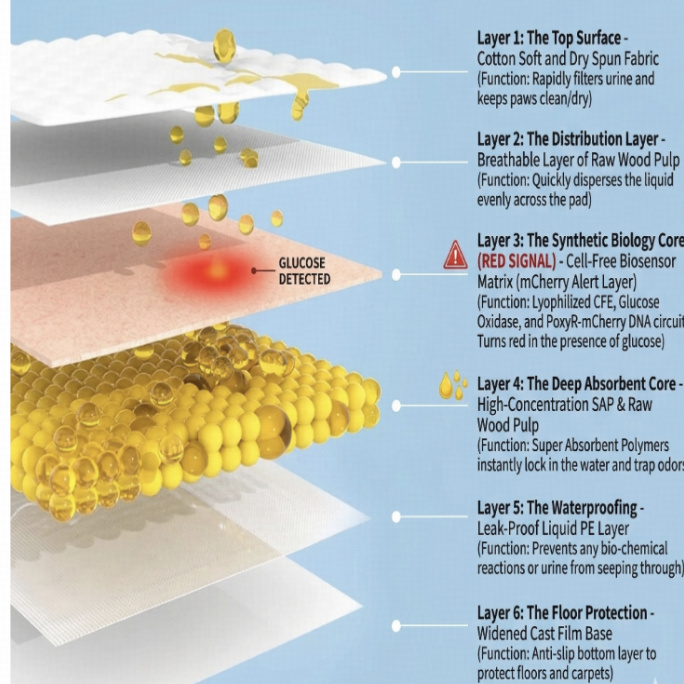 Layer 1: The Top Surface -
Cotton Soft and Dry Spun Fabric
(Function: Rapidly filters urine and
keeps paws clean/dry)
Layer 2: The Distribution Layer -
Breathable Layer of Raw Wood Pulp
(Function: Quickly disperses the liquid
evenly across the pad)
GLUCOSE
DETECTED
Layer 3: The Synthetic Biology Core
(RED SIGNAL) - Cell-Free Biosensor
Matrix (mCherry Alert Layer)
(Function: Lyophilized CFE, Glucose
Oxidase, and PoxyR-mCherry DNA circuit
Turns red in the presence of glucose)
Layer 4: The Deep Absorbent Core -
High-Concentration SAP & Raw
Wood Pulp
(Function: Super Absorbent Polymers
instantly lock in the water and trap odors
Layer 5: The Waterproofing -
Leak-Proof Liquid PE Layer
(Function: Prevents any bio-chemical
reactions or urine from seeping through)
Layer 6: The Floor Protection -
Widened Cast Film Base
(Function: Anti-slip bottom layer to
protect floors and carpets)